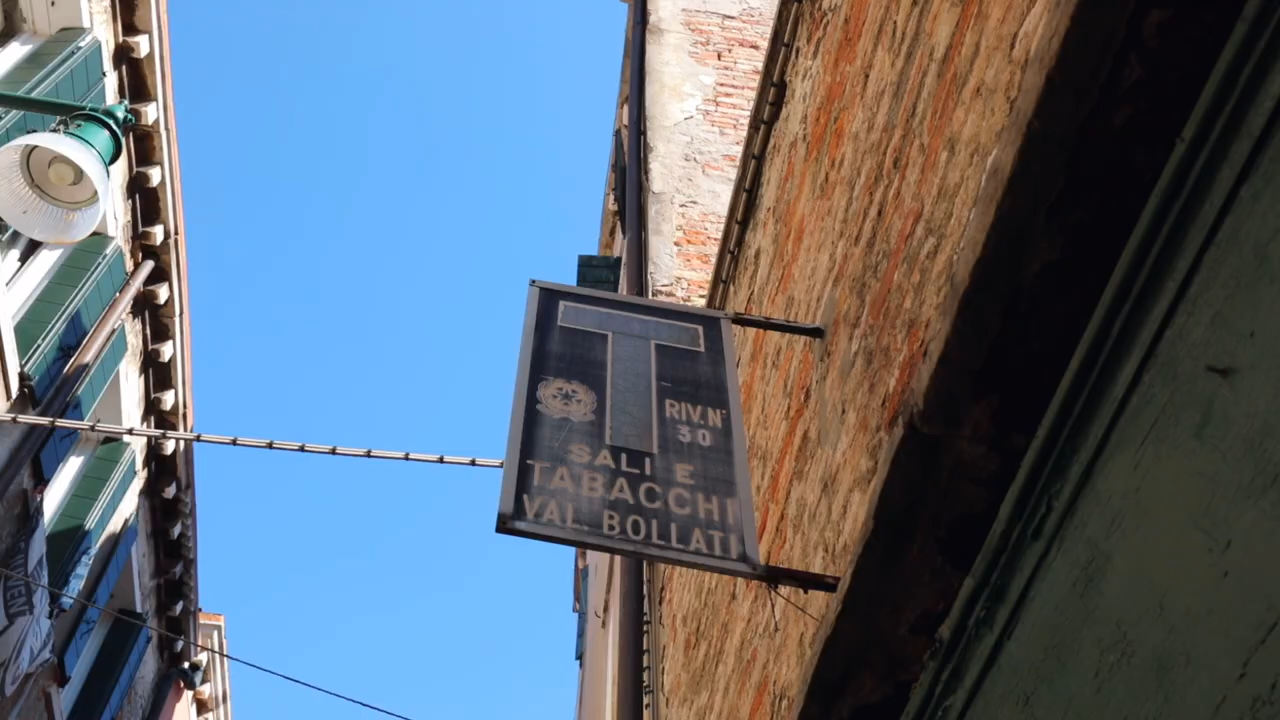 T
RIV. N°
30
SALI E
TABACCHI
VAL. BOLLATI